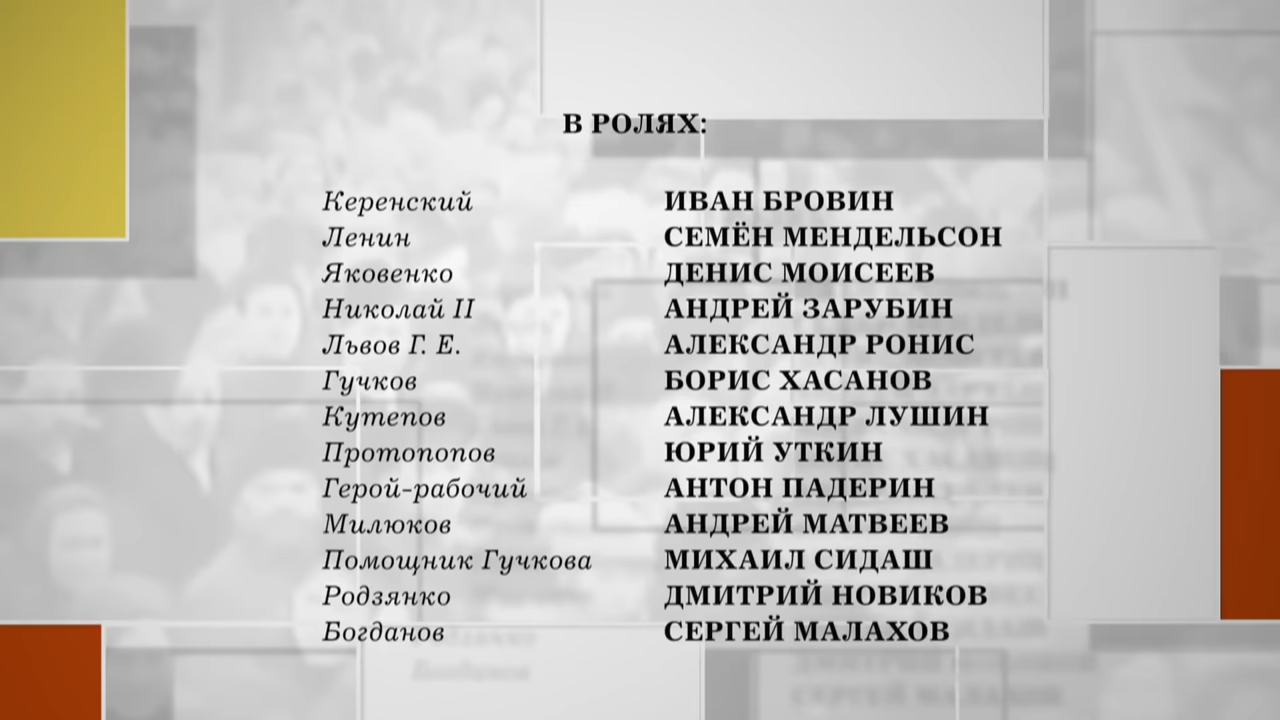 В РОЛЯХ:
Керенский ИВАН БРОВИН
Ленин СЕМЁН МЕНДЕЛЬСОН
Яковенко ДЕНИС МОИСЕЕВ
Николай II АНДРЕЙ ЗАРУБИН
Львов Г. Е. АЛЕКСАНДР РОНИС
Гучков БОРИС ХАСАНОВ
Кутепов АЛЕКСАНДР ЛУШИН
Протопопов ЮРИЙ УТКИН
Герой-рабочий АНТОН ПАДЕРИН
Милюков АНДРЕЙ МАТВЕЕВ
Помощник Гучкова МИХАИЛ СИДАШ
Родзянко ДМИТРИЙ НОВИКОВ
Богданов СЕРГЕЙ МАЛАХОВ